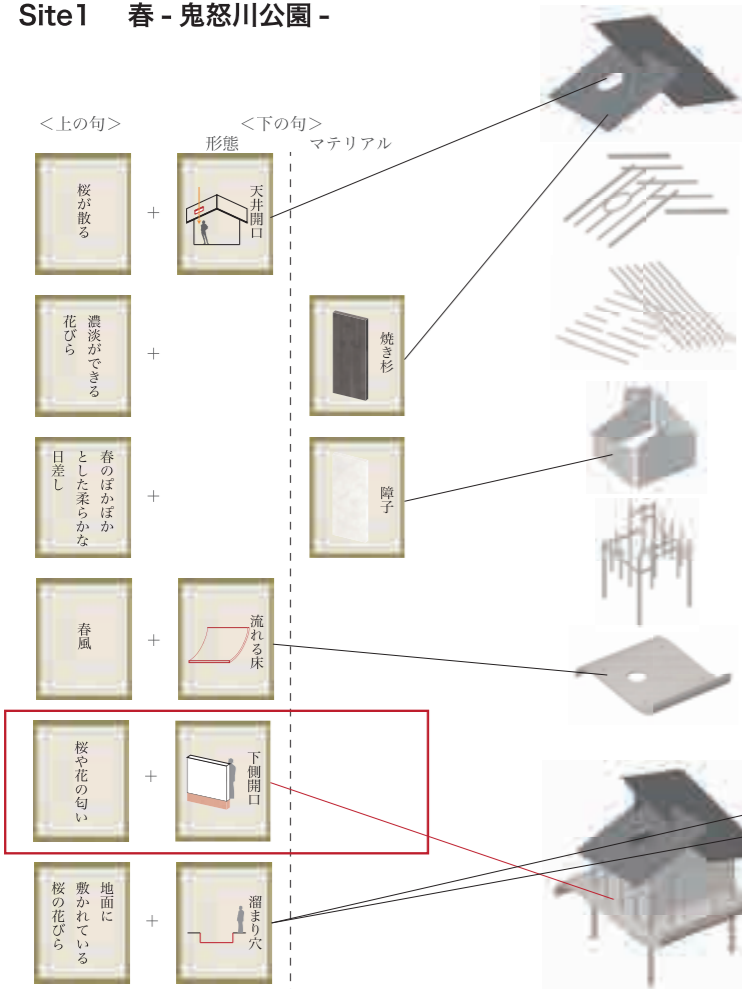 Site1 春 - 鬼怒川公園 -
＜上の句＞
＜下の句＞
形態
マテリアル
桜が散る
+
天井開口
濃淡ができる
花びら
+
焼き杉
春のぽかぽか
とした柔らかな
日差し
+
障子
春風
+
流れる床
桜や花の匂い
+
下側開口
地面に
敷かれている
桜の花びら
+
溜まり穴